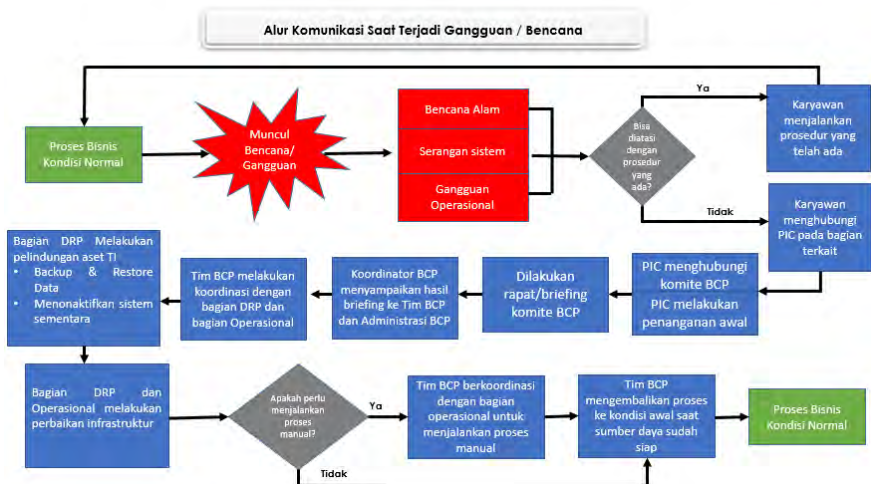 Alur Komunikasi Saat Terjadi Gangguan / Bencana
Proses Bisnis
Kondisi Normal
Muncul
Bencana/
Gangguan
Bencana Alam
Serangan sistem
Gangguan
Operasional
Bisa
diatasi
dengan
prosedur
yang
ada?
Ya
Karyawan
menjalankan
prosedur yang
telah ada
Tidak
Karyawan
menghubungi
PIC pada bagian
terkait
PIC menghubungi
komite BCP
PIC melakukan
penanganan awal
Dilakukan
rapat/briefing
komite BCP
Koordinator BCP
menyampaikan hasil
briefing ke Tim BCP
dan Administrasi BCP
Tim BCP melakukan
koordinasi dengan
bagian DRP dan
bagian Operasional
Bagian DRP Melakukan
pelindungan aset TI
• Backup & Restore
Data
• Menonaktifkan sistem
sementara
Bagian DRP dan
Operasional melakukan
perbaikan infrastruktur
Apakah perlu
menjalankan
proses
manual?
Ya
Tidak
Tim BCP berkoordinasi
dengan bagian
operasional untuk
menjalankan proses
manual
Tim BCP
mengembalikan proses
ke kondisi awal saat
sumber daya sudah
siap
Proses Bisnis
Kondisi Normal